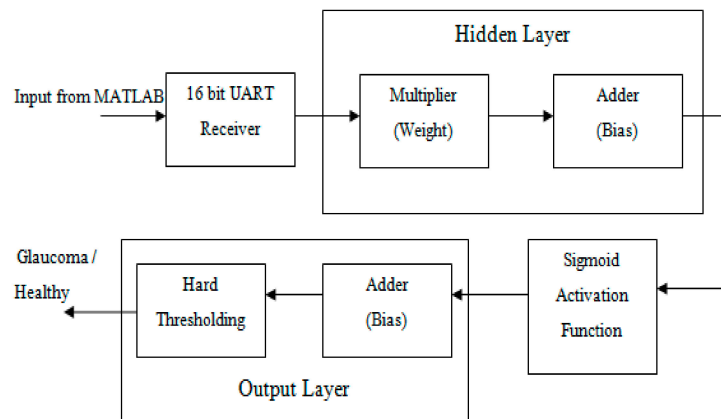 Hidden Layer
Input from MATLAB
16 bit UART
Receiver
Multiplier
(Weight)
Adder
(Bias)
Glaucoma /
Healthy
Hard
Thresholding
Adder
(Bias)
Sigmoid
Activation
Function
Output Layer